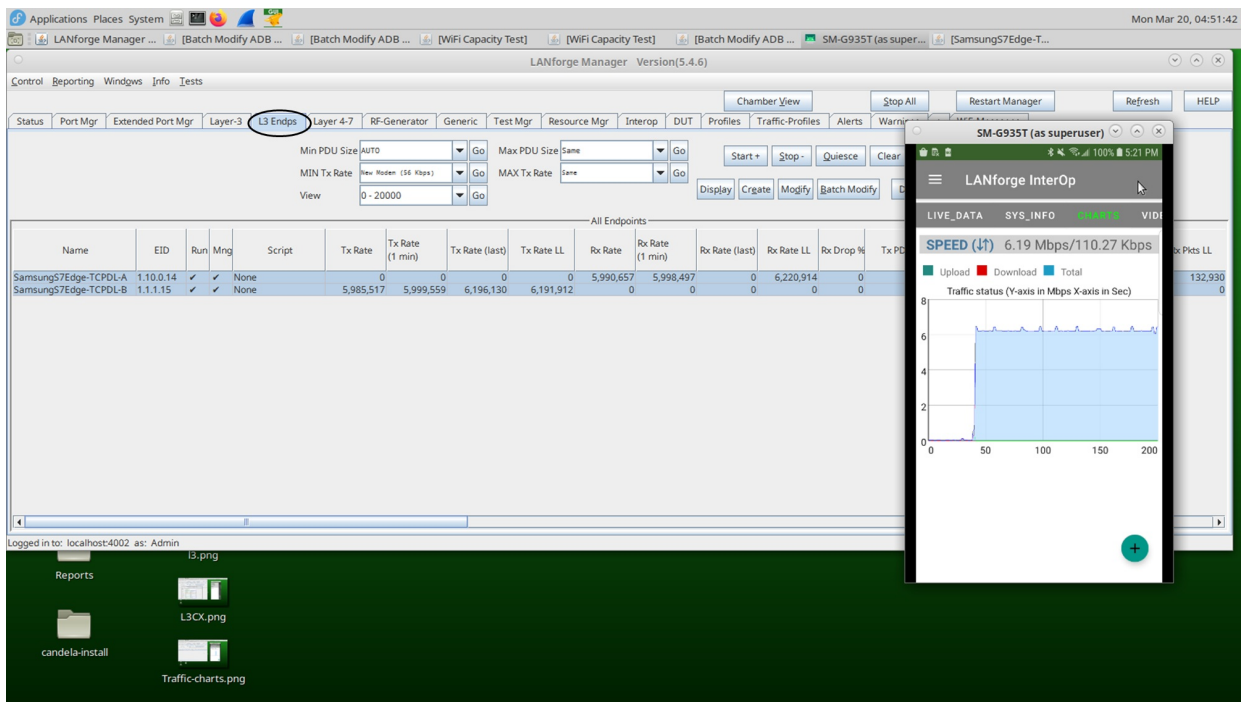 Applications Places System
Mon Mar 20, 04:51:42
LANforge Manager ... [Batch Modify ADB ... [Batch Modify ADB ... [WiFi Capacity Test] [WiFi Capacity Test] [Batch Modify ADB ... SM-G935T (as super... [SamsungS7Edge-T...
LANforge Manager Version(5.4.6)
Control Reporting Windows Info Tests
Chamber View Stop All Restart Manager Refresh HELP
Status Port Mgr Extended Port Mgr Layer-3 L3 Endps Layer 4-7 RF-Generator Generic Test Mgr Resource Mgr Interop DUT Profiles Traffic-Profiles Alerts
Min PDU Size AUTO Go Max PDU Size Same Go
MIN Tx Rate New Modem (56 Kbps) Go MAX Tx Rate Same Go
View 0 - 20000 Go
Start + Stop - Quiesce Clear
Display Create Modify Batch Modify
All Endpoints
Name EID Run Mng Script Tx Rate Tx Rate (1 min) Tx Rate (last) Tx Rate LL Rx Rate Rx Rate (1 min) Rx Rate (last) Rx Rate LL Rx Drop % Tx PD x Pkts LL
SamsungS7Edge-TCPDL-A 1.10.0.14 ✔ ✔ None 0 0 0 0 5,990,657 5,998,497 0 6,220,914 0 132,930
SamsungS7Edge-TCPDL-B 1.1.1.15 ✔ ✔ None 5,985,517 5,999,559 6,196,130 6,191,912 0 0 0 0 0 0
Logged in to: localhost:4002 as: Admin
SM-G935T (as superuser)
100% 5:21 PM
LANforge InterOp
LIVE_DATA SYS_INFO CHARTS VIDE
SPEED (↓↑) 6.19 Mbps/110.27 Kbps
Upload Download Total
Traffic status (Y-axis in Mbps X-axis in Sec)
8
6
4
2
0
0 50 100 150 200
+
l3.png
Reports
L3CX.png
candela-install
Traffic-charts.png